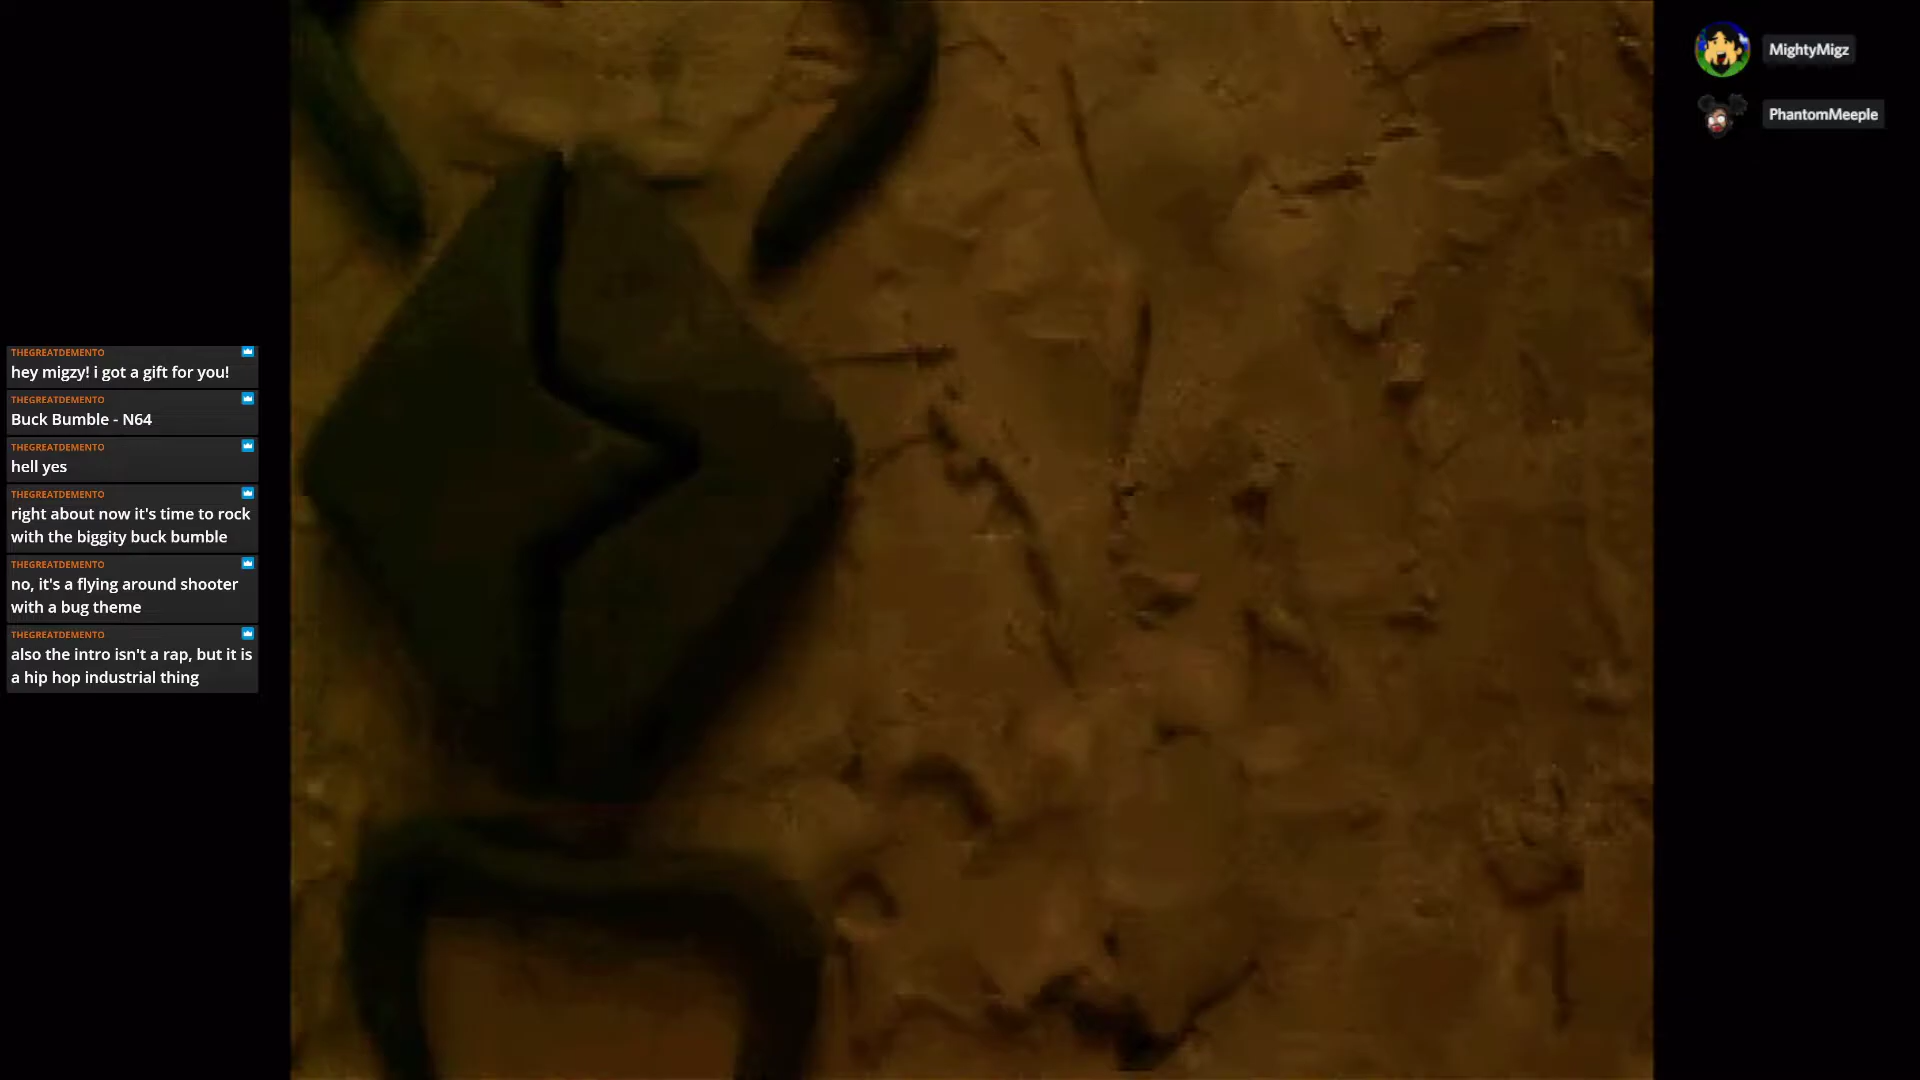 MightyMigz
PhantomMeeple
THEGREATDEMENTO
hey migzy! i got a gift for you!
THEGREATDEMENTO
Buck Bumble - N64
THEGREATDEMENTO
hell yes
THEGREATDEMENTO
right about now it's time to rock
with the biggity buck bumble
THEGREATDEMENTO
no, it's a flying around shooter
with a bug theme
THEGREATDEMENTO
also the intro isn't a rap, but it is
a hip hop industrial thing